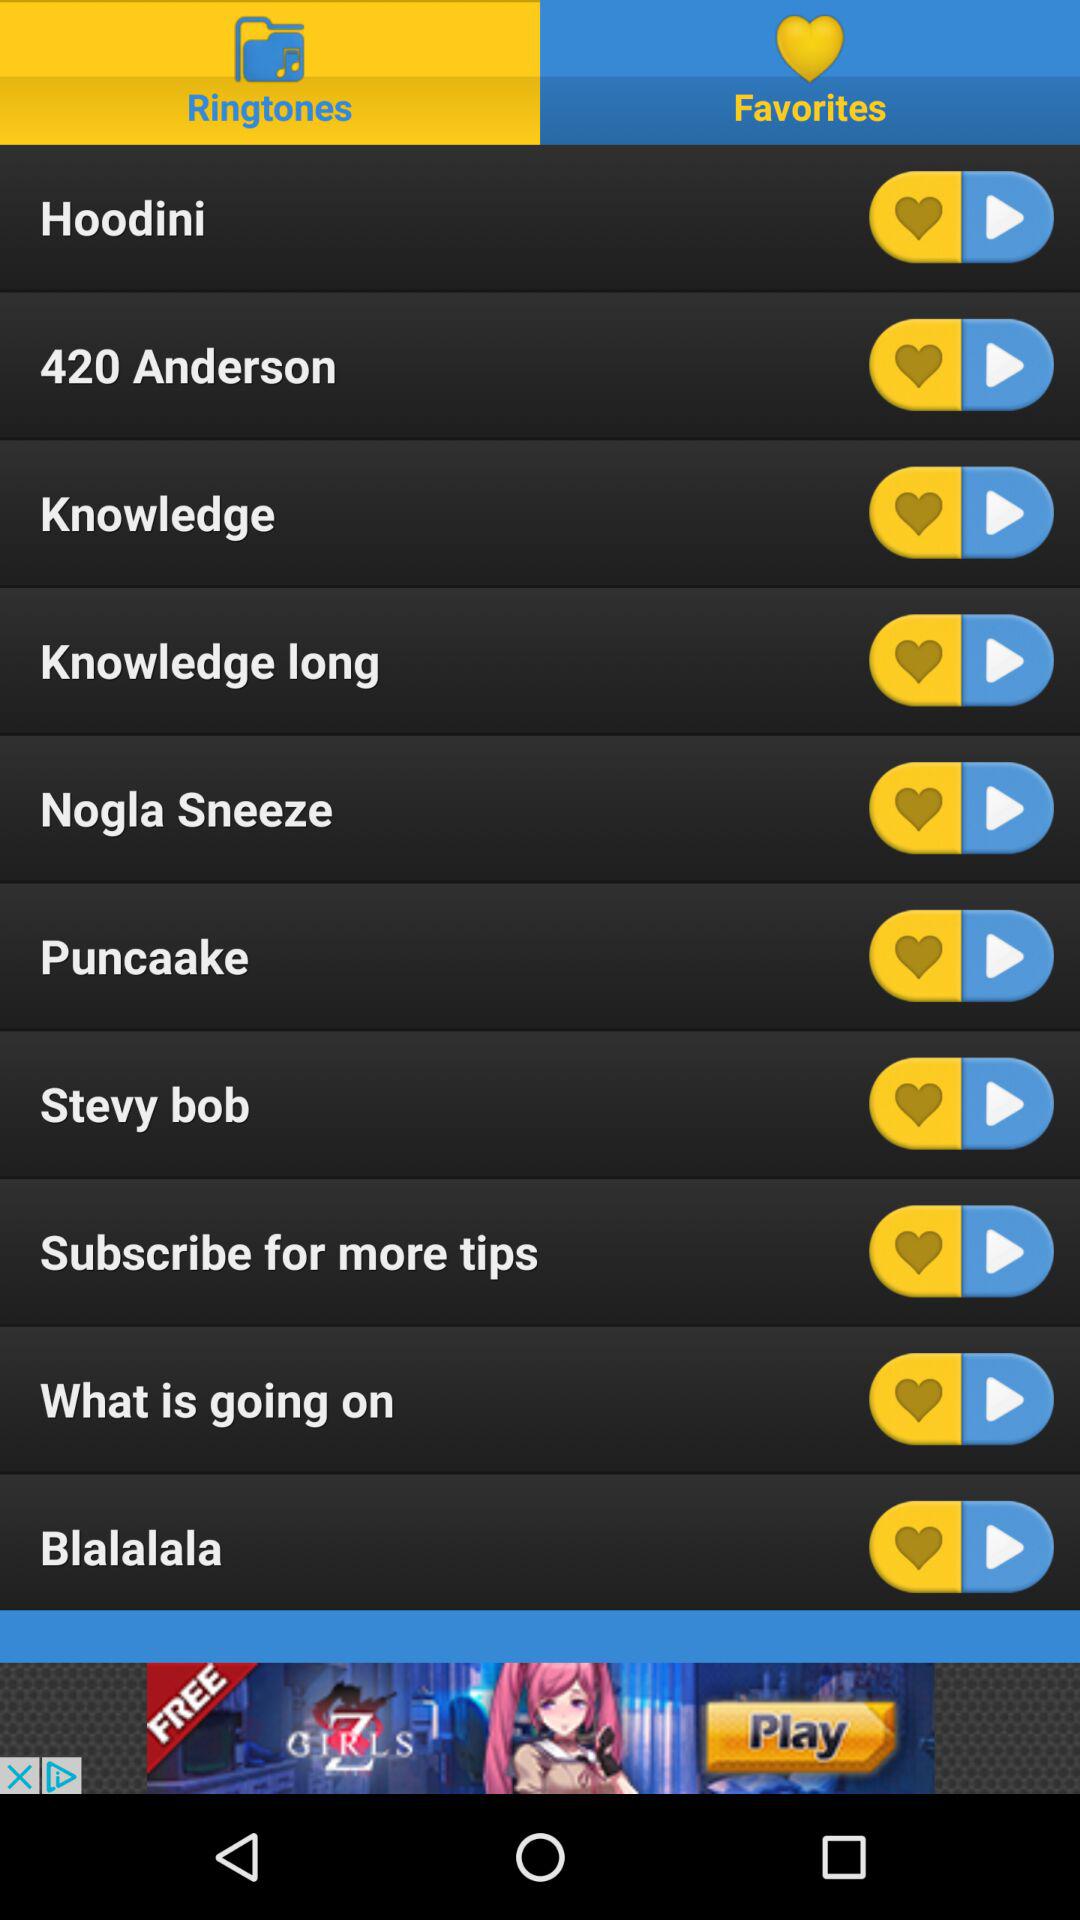 Ringtones
Favorites
Hoodini
420 Anderson
Knowledge
Knowledge long
Nogla Sneeze
Puncaake
Stevy bob
Subscribe for more tips
What is going on
Blalalala
FREE
Z GIRLS
Play